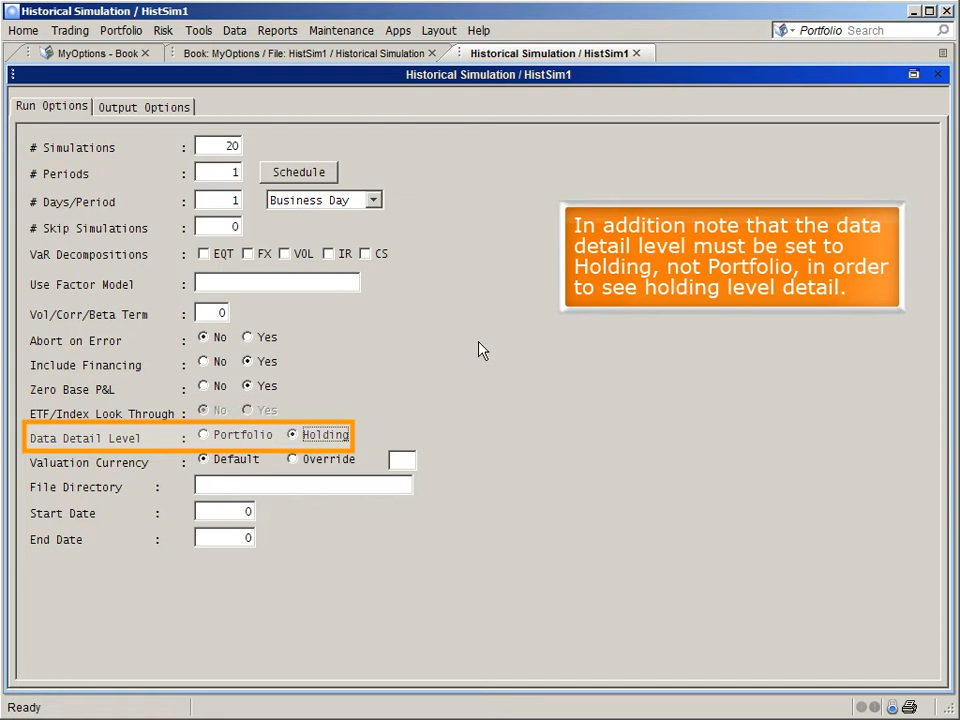 Historical Simulation / HistSim1
Home Trading Portfolio Risk Tools Data Reports Maintenance Apps Layout Help Portfolio Search
MyOptions - Book Book: MyOptions / File: HistSim1 / Historical Simulation Historical Simulation / HistSim1
Historical Simulation / HistSim1
Run Options Output Options
# Simulations : 20
# Periods : 1 Schedule
# Days/Period : 1 Business Day
# Skip Simulations : 0
VaR Decompositions : EQT FX VOL IR CS
Use Factor Model :
Vol/Corr/Beta Term : 0
Abort on Error : No Yes
Include Financing : No Yes
Zero Base P&L : No Yes
ETF/Index Look Through : No Yes
Data Detail Level : Portfolio Holding
Valuation Currency : Default Override
File Directory :
Start Date : 0
End Date : 0
In addition note that the data
detail level must be set to
Holding, not Portfolio, in order
to see holding level detail.
Ready